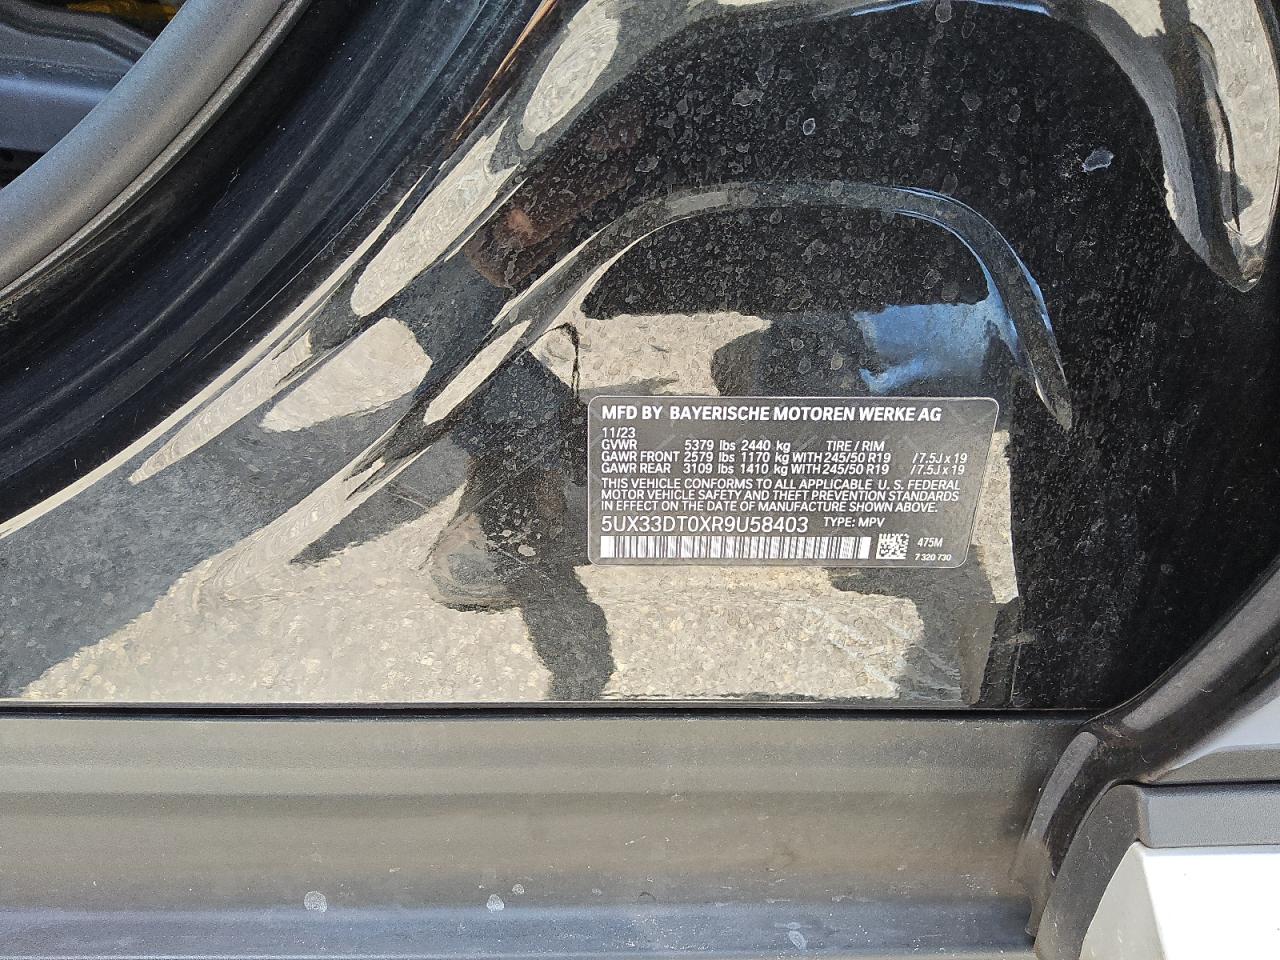 MFD BY BAYERISCHE MOTOREN WERKE AG
11/23
GVWR 5379 lbs 2440 kg TIRE / RIM
GAWR FRONT 2579 lbs 1170 kg WITH 245/50 R19 /7.5J x 19
GAWR REAR 3109 lbs 1410 kg WITH 245/50 R19 /7.5J x 19
THIS VEHICLE CONFORMS TO ALL APPLICABLE U.S. FEDERAL
MOTOR VEHICLE SAFETY AND THEFT PREVENTION STANDARDS
IN EFFECT ON THE DATE OF MANUFACTURE SHOWN ABOVE.
5UX33DT0XR9U58403 TYPE: MPV
475M
7 320 730